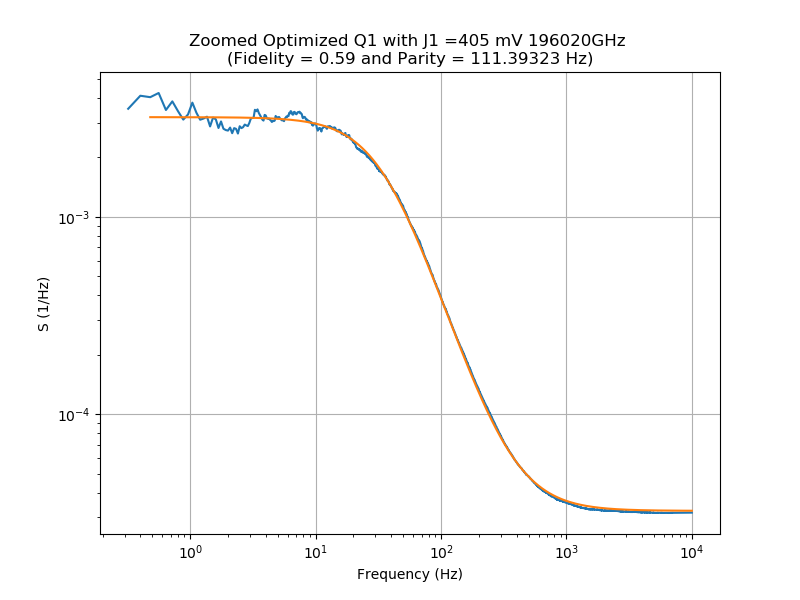 Zoomed Optimized Q1 with J1 =405 mV 196020GHz
(Fidelity = 0.59 and Parity = 111.39323 Hz)
S (1/Hz)
10⁻³
10⁻⁴
10⁰ 10¹ 10² 10³ 10⁴
Frequency (Hz)